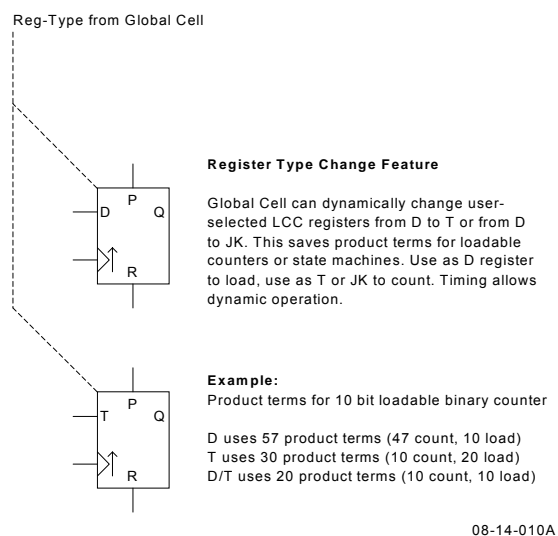 Reg-Type from Global Cell
P
D
Q
R
Register Type Change Feature
Global Cell can dynamically change user-
selected LCC registers from D to T or from D
to JK. This saves product terms for loadable
counters or state machines. Use as D register
to load, use as T or JK to count. Timing allows
dynamic operation.
P
T
Q
R
Example:
Product terms for 10 bit loadable binary counter
D uses 57 product terms (47 count, 10 load)
T uses 30 product terms (10 count, 20 load)
D/T uses 20 product terms (10 count, 10 load)
08-14-010A